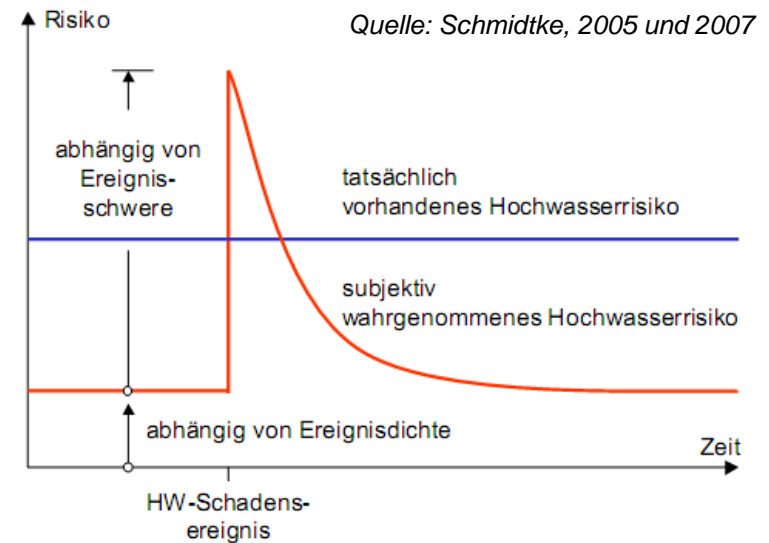 Risiko
Quelle: Schmidtke, 2005 und 2007
abhängig von
Ereignis-
schwere
tatsächlich
vorhandenes Hochwasserrisiko
subjektiv
wahrgenommenes Hochwasserrisiko
abhängig von Ereignisdichte
Zeit
HW-Schadens-
ereignis